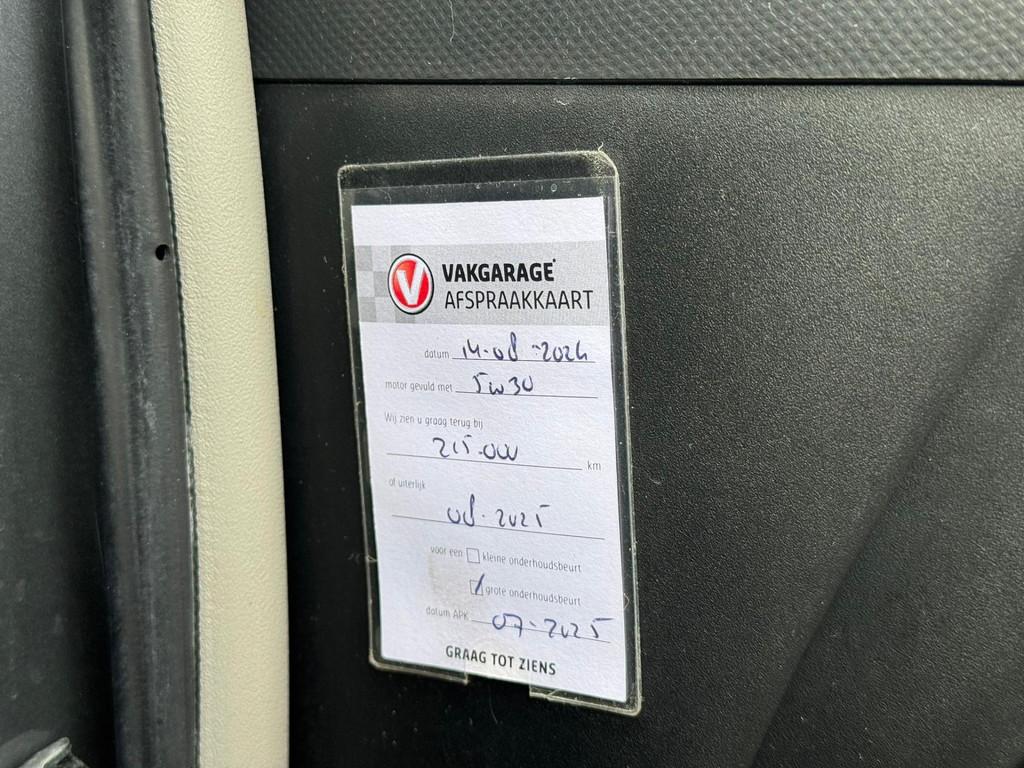 V VAKGARAGE
AFSPRAAKKAART
datum 14-08-2024
motor gevuld met 5w30
Wij zien u graag terug bij
215.000 km
of uiterlijk
08-2025
voor een kleine onderhoudsbeurt
grote onderhoudsbeurt
datum APK 07-2025
GRAAG TOT ZIENS